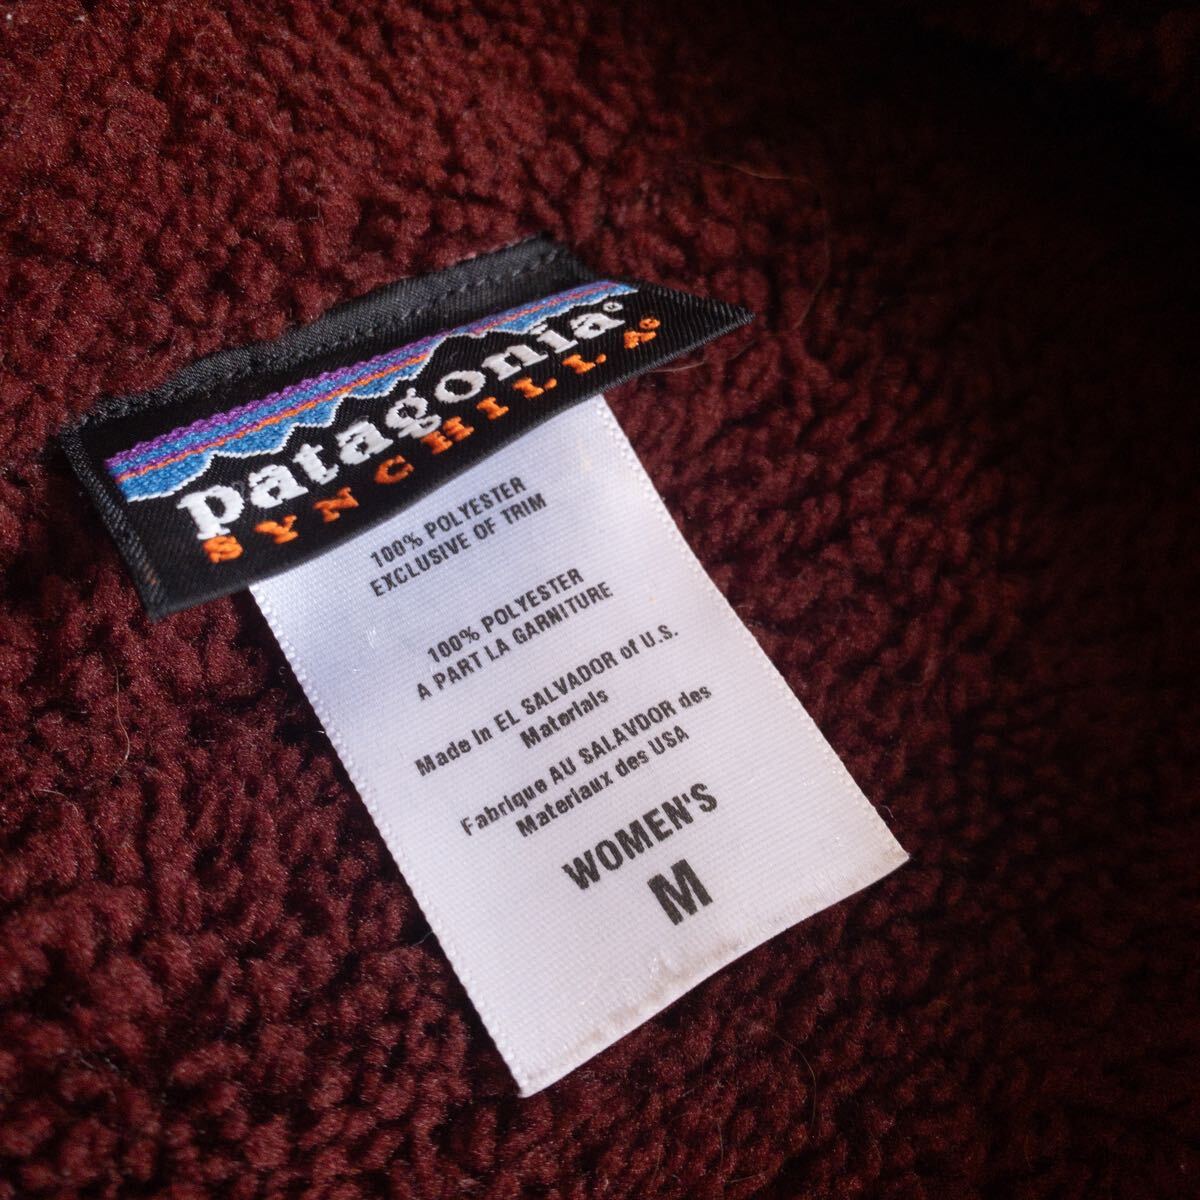 patagonia®
SYNCHILLA®
100% POLYESTER
EXCLUSIVE OF TRIM
100% POLYESTER
A PART LA GARNITURE
Made In EL SALVADOR of U.S.
Materials
Fabrique AU SALAVDOR des
Materiaux des USA
WOMEN'S
M